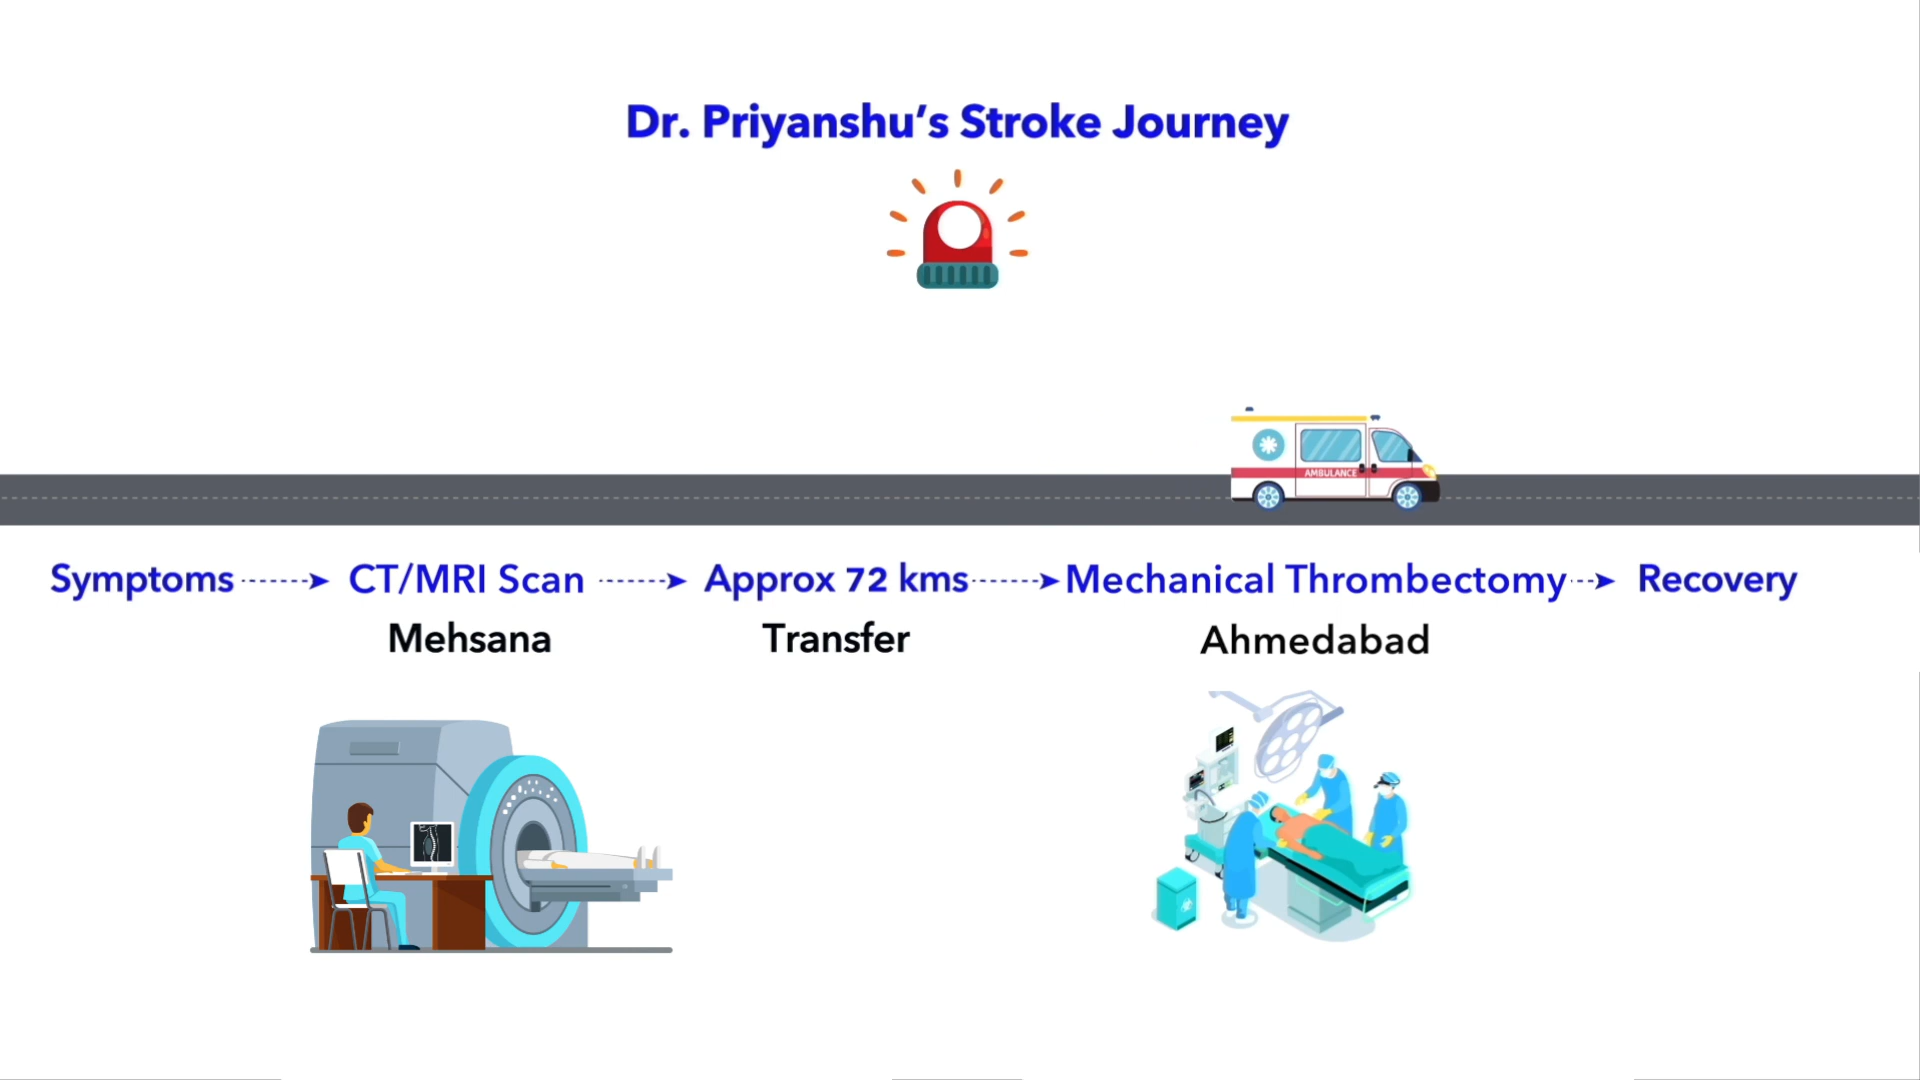 Dr. Priyanshu’s Stroke Journey
AMBULANCE
Symptoms CT/MRI Scan Approx 72 kms Mechanical Thrombectomy Recovery
Mehsana Transfer Ahmedabad